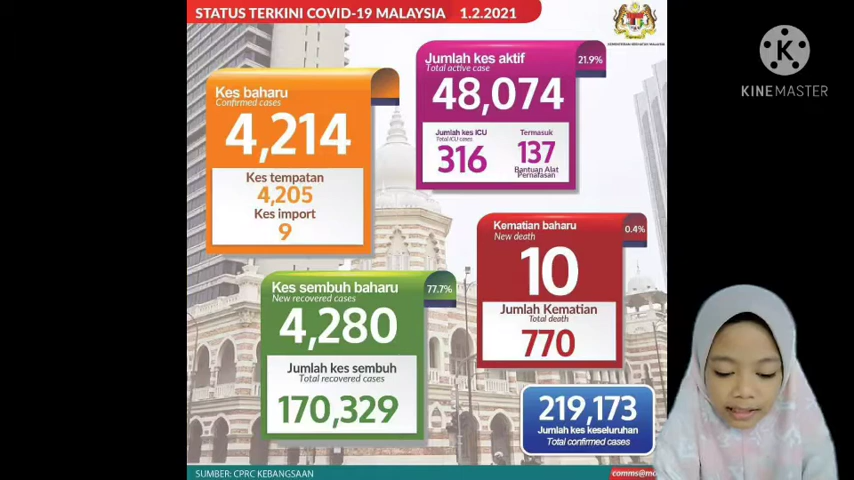 STATUS TERKINI COVID-19 MALAYSIA 1.2.2021
KINEMASTER
Kes baharu
Confirmed cases
4,214
Kes tempatan
4,205
Kes import
9
Jumlah kes aktif
Total active case
21.9%
48,074
Jumlah kes ICU
Total ICU cases
316
Termasuk
137
Bantuan Alat
Pernafasan
Kematian baharu
New death
0.4%
10
Jumlah Kematian
Total death
770
Kes sembuh baharu
New recovered cases
77.7%
4,280
Jumlah kes sembuh
Total recovered cases
170,329
219,173
Jumlah kes keseluruhan
Total confirmed cases
SUMBER: CPRC KEBANGSAAN